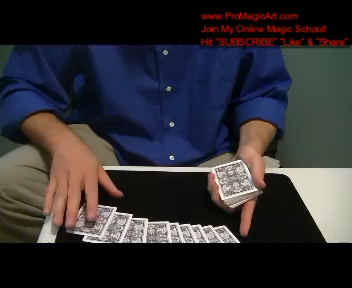 www.ProMagicArt.com
Join My Online Magic School!!
Hit "SUBSCRIBE" "Like" & "Share"